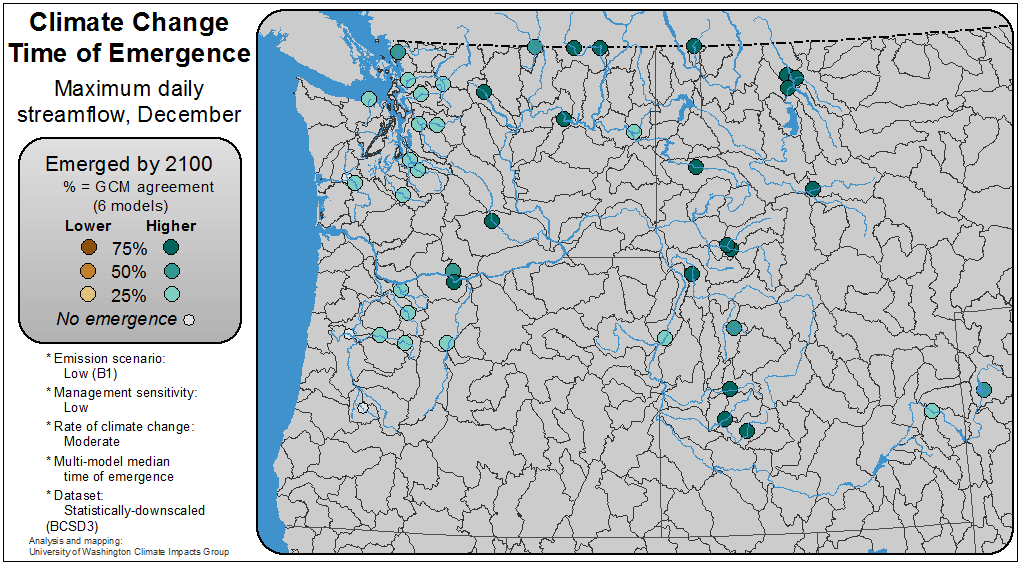 Climate Change
Time of Emergence
Maximum daily
streamflow, December
Emerged by 2100
% = GCM agreement
(6 models)
Lower Higher
75%
50%
25%
No emergence
* Emission scenario:
Low (B1)
* Management sensitivity:
Low
* Rate of climate change:
Moderate
* Multi-model median
time of emergence
* Dataset:
Statistically-downscaled
(BCSD3)
Analysis and mapping:
University of Washington Climate Impacts Group